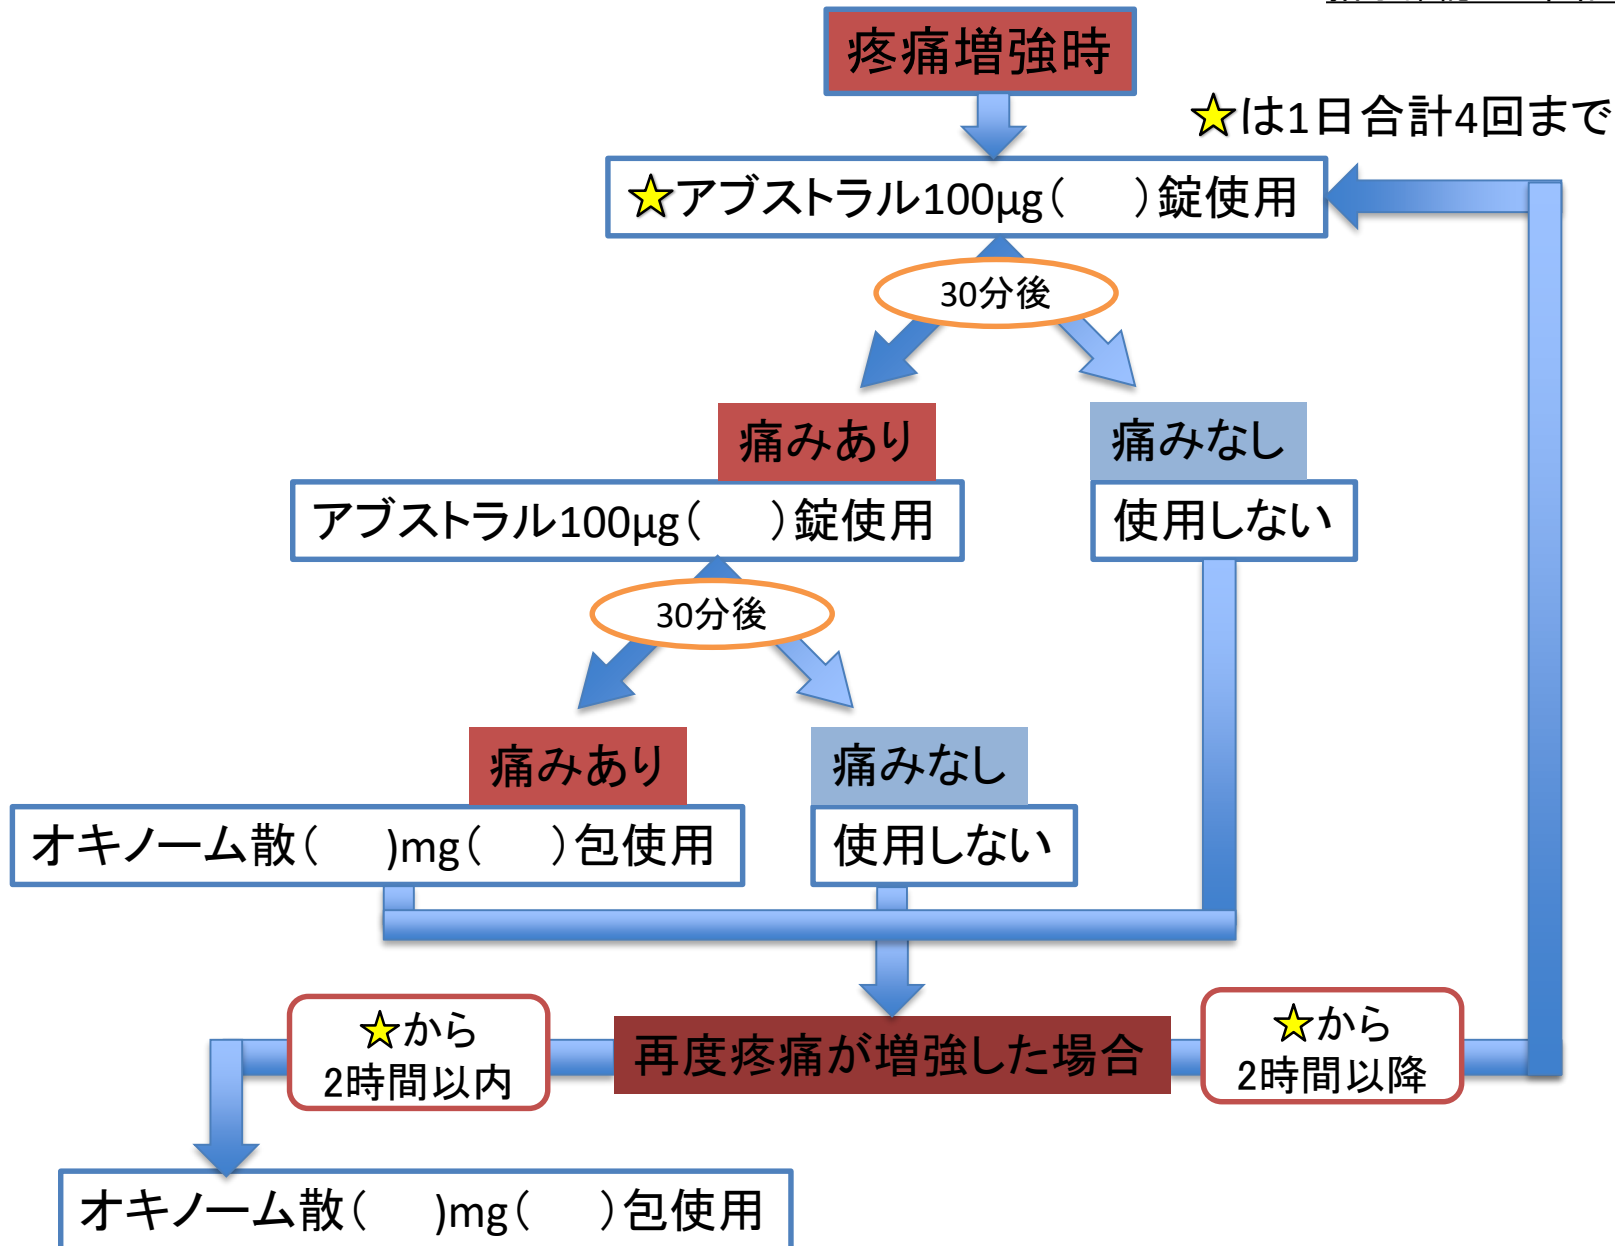 疼痛増強時
☆は1日合計4回まで
☆アブストラル100μg(　)錠使用
30分後
痛みあり
痛みなし
アブストラル100μg(　)錠使用
使用しない
30分後
痛みあり
痛みなし
オキノーム散(　)mg(　)包使用
使用しない
☆から
2時間以内
再度疼痛が増強した場合
☆から
2時間以降
オキノーム散(　)mg(　)包使用